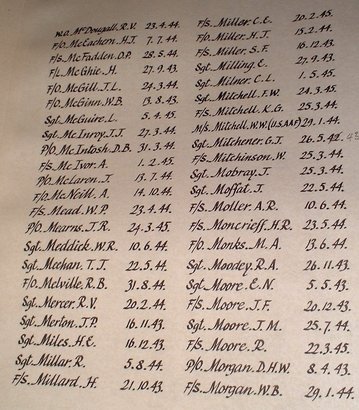 W.O. McDougall. R.V. 23.4.44.
F/O. McEachern. H.J. 7.7.44.
F/S. McFadden. D.P. 28.8.44.
F/L. McGhie. H. 27.9.43.
F/O. McGill. J.L. 24.3.44.
F/O. McGinn. W.B. 13.8.43.
Sgt. McGuire. L. 5.4.45.
Sgt. McInroy. J.J. 27.3.44.
P/O. McIntosh. D.B. 31.3.44.
F/S. McIvor. A. 1.2.45.
P/O. McLaren. J. 13.7.44.
F/O. McNeill. A. 14.10.44.
F/S. Mead. W.P. 23.4.44.
P/O. Mearns. J.R. 24.3.45.
Sgt. Meddick. W.R. 10.6.44.
Sgt. Meehan. T.J. 22.5.44.
F/O. Melville. R.B. 31.8.44.
Sgt. Mercer. R.V. 20.2.44.
Sgt. Merton. J.P. 16.11.43.
Sgt. Miles. H.E. 16.12.43.
Sgt. Millar. R. 5.8.44.
F/S. Millard. H. 21.10.43.
F/S. Miller. C.E. 20.2.45.
F/O. Miller. H.J. 15.2.44.
F/S. Miller. S.F. 16.12.43.
Sgt. Milling. E. 27.9.43.
Sgt. Milner. C.L. 1.5.45.
Sgt. Mitchell. F.W. 24.3.45.
F/S. Mitchell. K.G. 25.3.44.
M/S. Mitchell. W.W. (USAAF) 29.1.44.
Sgt. Mitchener. G.J. 26.5.42.
F/S. Mitchinson. W. 25.3.44.
Sgt. Mobray. J. 25.3.44.
Sgt. Moffat. J. 22.5.44.
F/S. Moller. A.R. 10.6.44.
F/S. Moncrieff. H.R. 23.5.44.
F/O. Monks. M.A. 13.6.44.
Sgt. Moodey. R.A. 26.11.43.
Sgt. Moore. E.N. 5.5.43.
F/S. Moore. J.F. 20.12.43.
Sgt. Moore. J.M. 25.7.44.
F/S. Moore. R. 22.3.45.
P/O. Morgan. D.H.W. 8.4.43.
F/S. Morgan. W.B. 29.1.44.